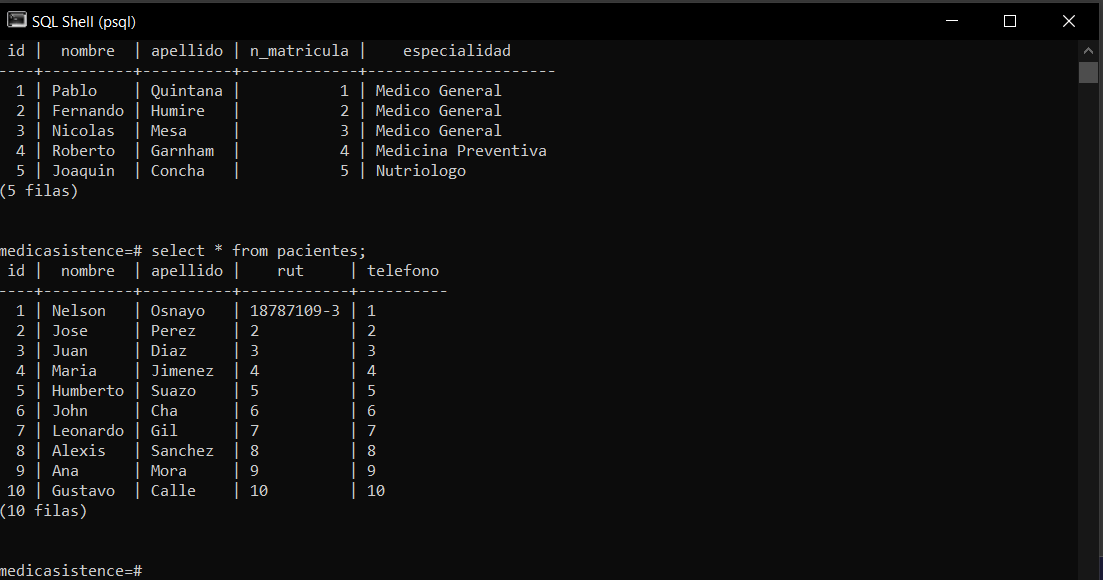 SQL Shell (psql)
 id |  nombre  | apellido | n_matricula |    especialidad
----+----------+----------+-------------+---------------------
  1 | Pablo    | Quintana |           1 | Medico General
  2 | Fernando | Humire   |           2 | Medico General
  3 | Nicolas  | Mesa     |           3 | Medico General
  4 | Roberto  | Garnham  |           4 | Medicina Preventiva
  5 | Joaquin  | Concha   |           5 | Nutriologo
(5 filas)
medicasistence=# select * from pacientes;
 id |  nombre  | apellido |    rut     | telefono
----+----------+----------+------------+----------
  1 | Nelson   | Osnayo   | 18787109-3 | 1
  2 | Jose     | Perez    | 2          | 2
  3 | Juan     | Diaz     | 3          | 3
  4 | Maria    | Jimenez  | 4          | 4
  5 | Humberto | Suazo    | 5          | 5
  6 | John     | Cha      | 6          | 6
  7 | Leonardo | Gil      | 7          | 7
  8 | Alexis   | Sanchez  | 8          | 8
  9 | Ana      | Mora     | 9          | 9
 10 | Gustavo  | Calle    | 10         | 10
(10 filas)
medicasistence=#